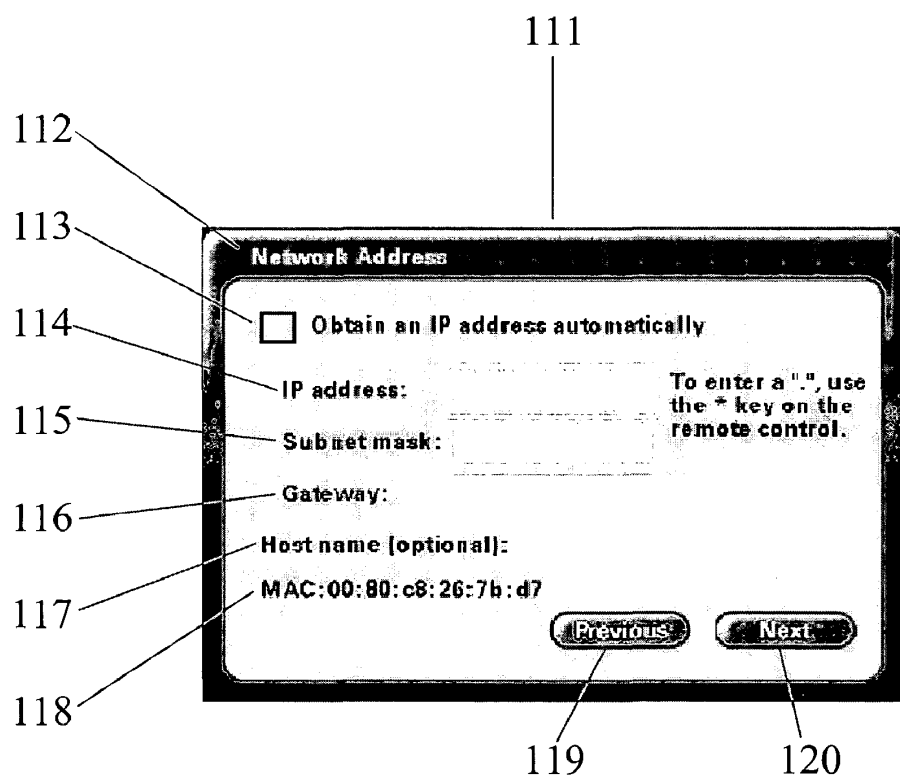 111
112
113
114
115
116
117
118
Network Address
Obtain an IP address automatically
IP address:
To enter a ".", use
the * key on the
remote control.
Subnet mask:
Gateway:
Host name (optional):
MAC:00:80:c8:26:7b:d7
Previous
Next
119
120